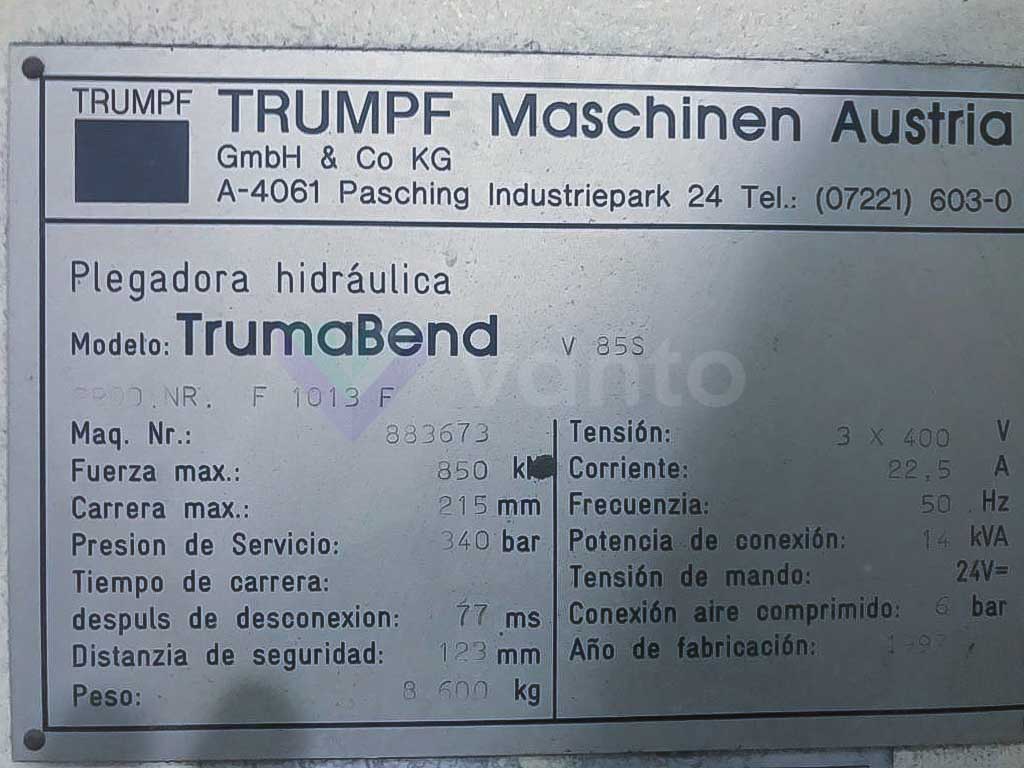 TRUMPF
TRUMPF Maschinen Austria
GmbH & Co KG
A-4061 Pasching Industriepark 24 Tel.: (07221) 603-0
Plegadora hidráulica
Modelo: TrumaBend V 85S
vanto
PROD.NR. F 1013 F
Maq. Nr.: 883673
Fuerza max.: 850
Carrera max.: 215 mm
Presion de Servicio: 340 bar
Tiempo de carrera:
despuls de desconexion: 77 ms
Distanzia de seguridad: 123 mm
Peso: 8 600 kg
Tensión: 3 X 400 V
Corriente: 22,5 A
Frecuenzia: 50 Hz
Potencia de conexión: 14 kVA
Tensión de mando: 24V=
Conexión aire comprimido: 6 bar
Año de fabricación: